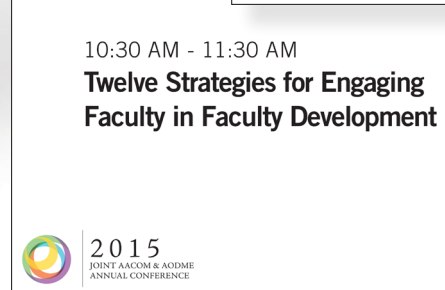 10:30 AM - 11:30 AM
Twelve Strategies for Engaging
Faculty in Faculty Development
2015
JOINT AACOM & AODME
ANNUAL CONFERENCE